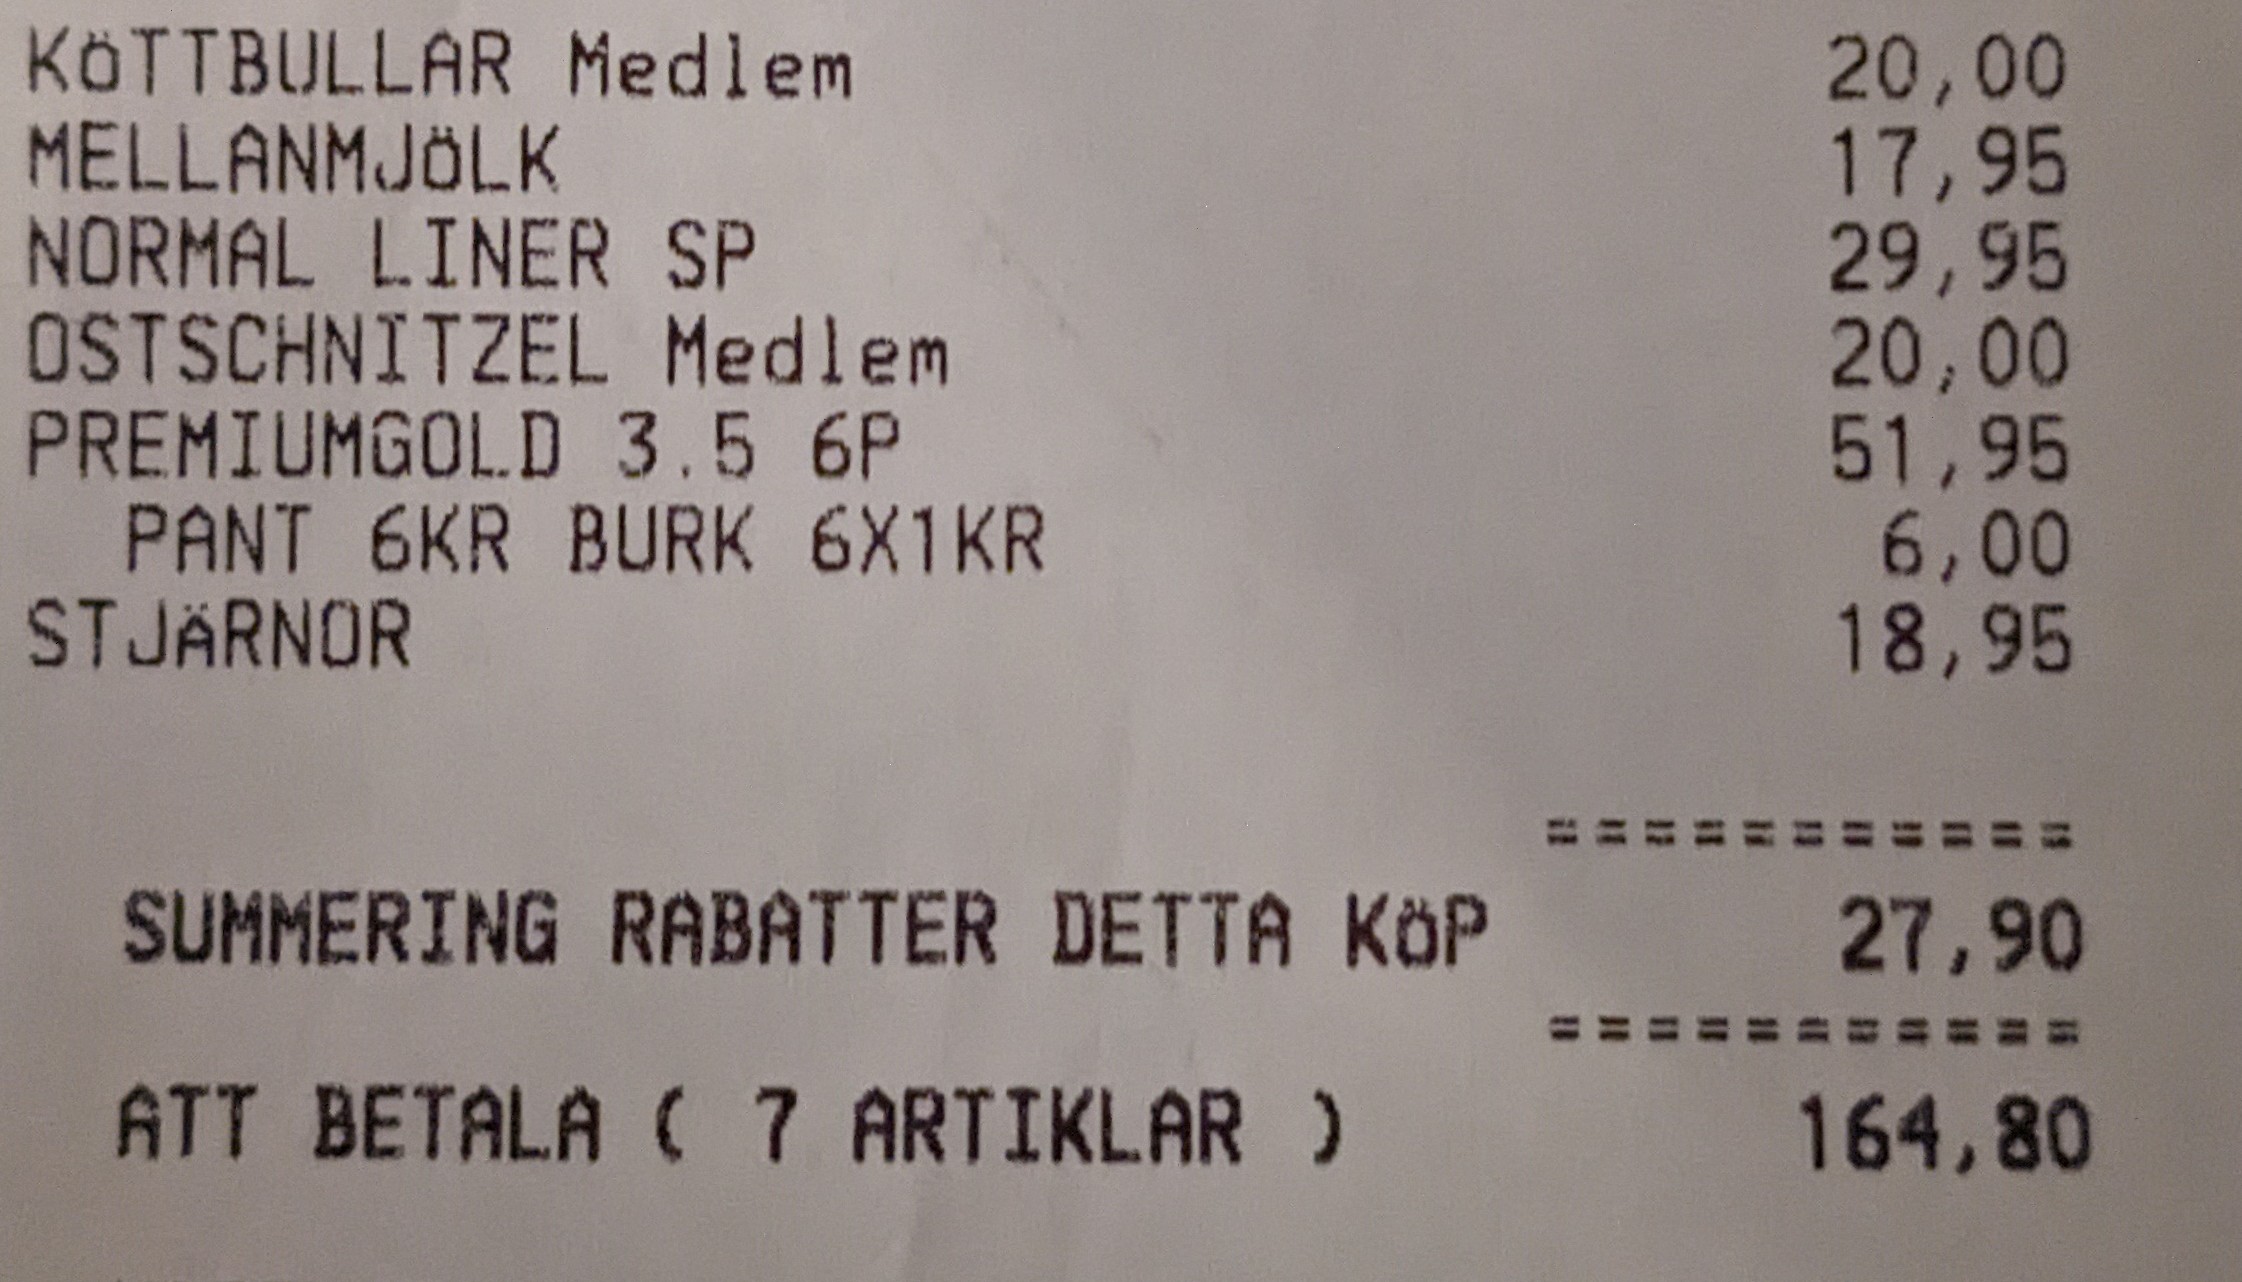 KÖTTBULLAR Medlem 20,00
MELLANMJÖLK 17,95
NORMAL LINER SP 29,95
OSTSCHNITZEL Medlem 20,00
PREMIUMGOLD 3.5 6P 51,95
PANT 6KR BURK 6X1KR 6,00
STJÄRNOR 18,95
===========
SUMMERING RABATTER DETTA KÖP 27,90
===========
ATT BETALA ( 7 ARTIKLAR ) 164,80